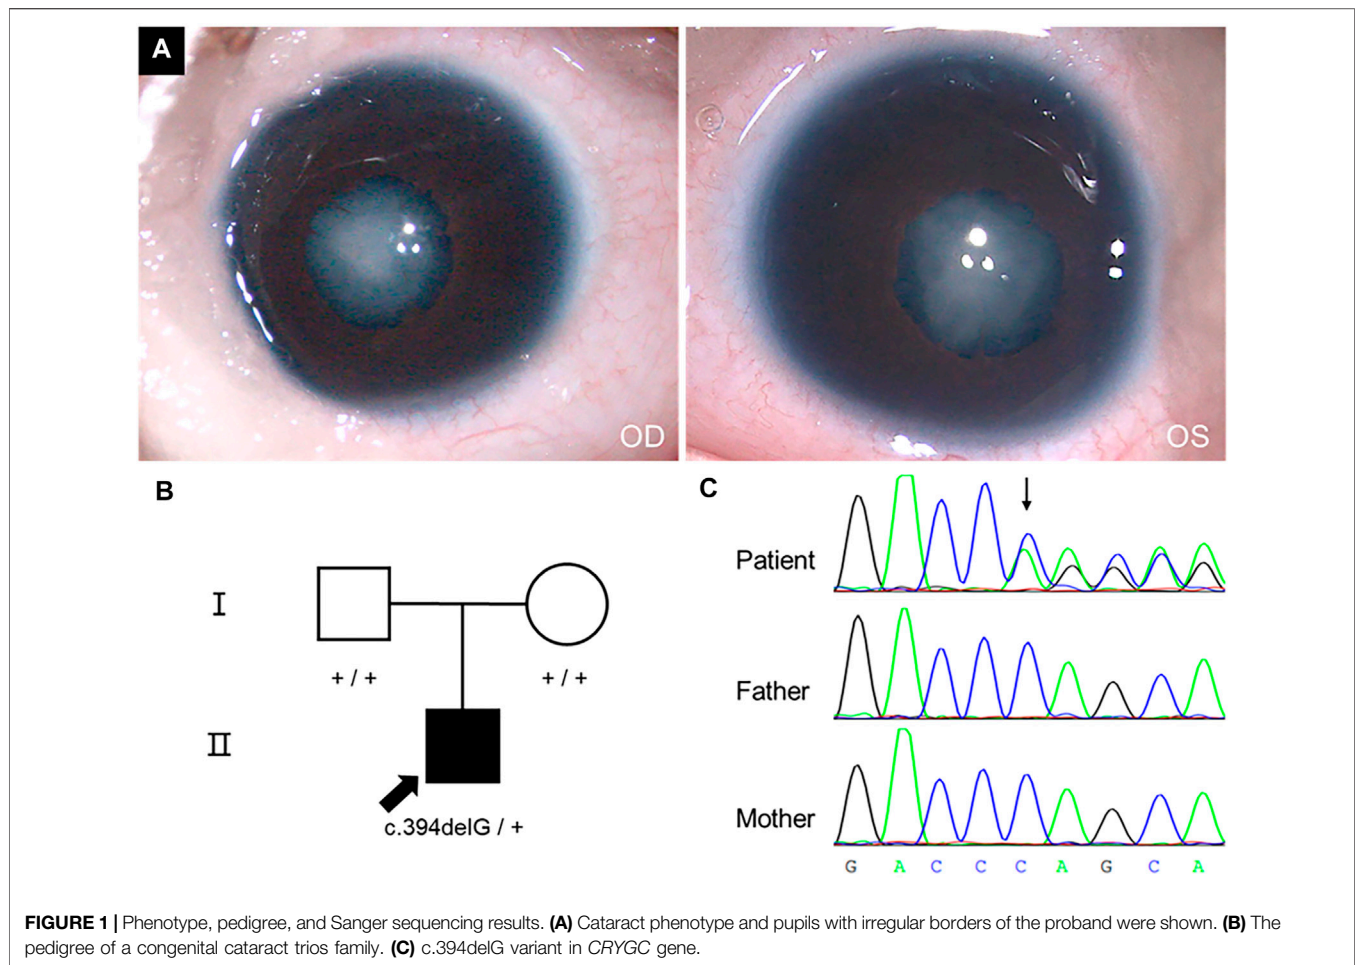 A
OD
OS
B
I
+ / +
+ / +
II
c.394delG / +
C
Patient
Father
Mother
G A C C C A G C A
FIGURE 1 | Phenotype, pedigree, and Sanger sequencing results. (A) Cataract phenotype and pupils with irregular borders of the proband were shown. (B) The
pedigree of a congenital cataract trios family. (C) c.394delG variant in CRYGC gene.